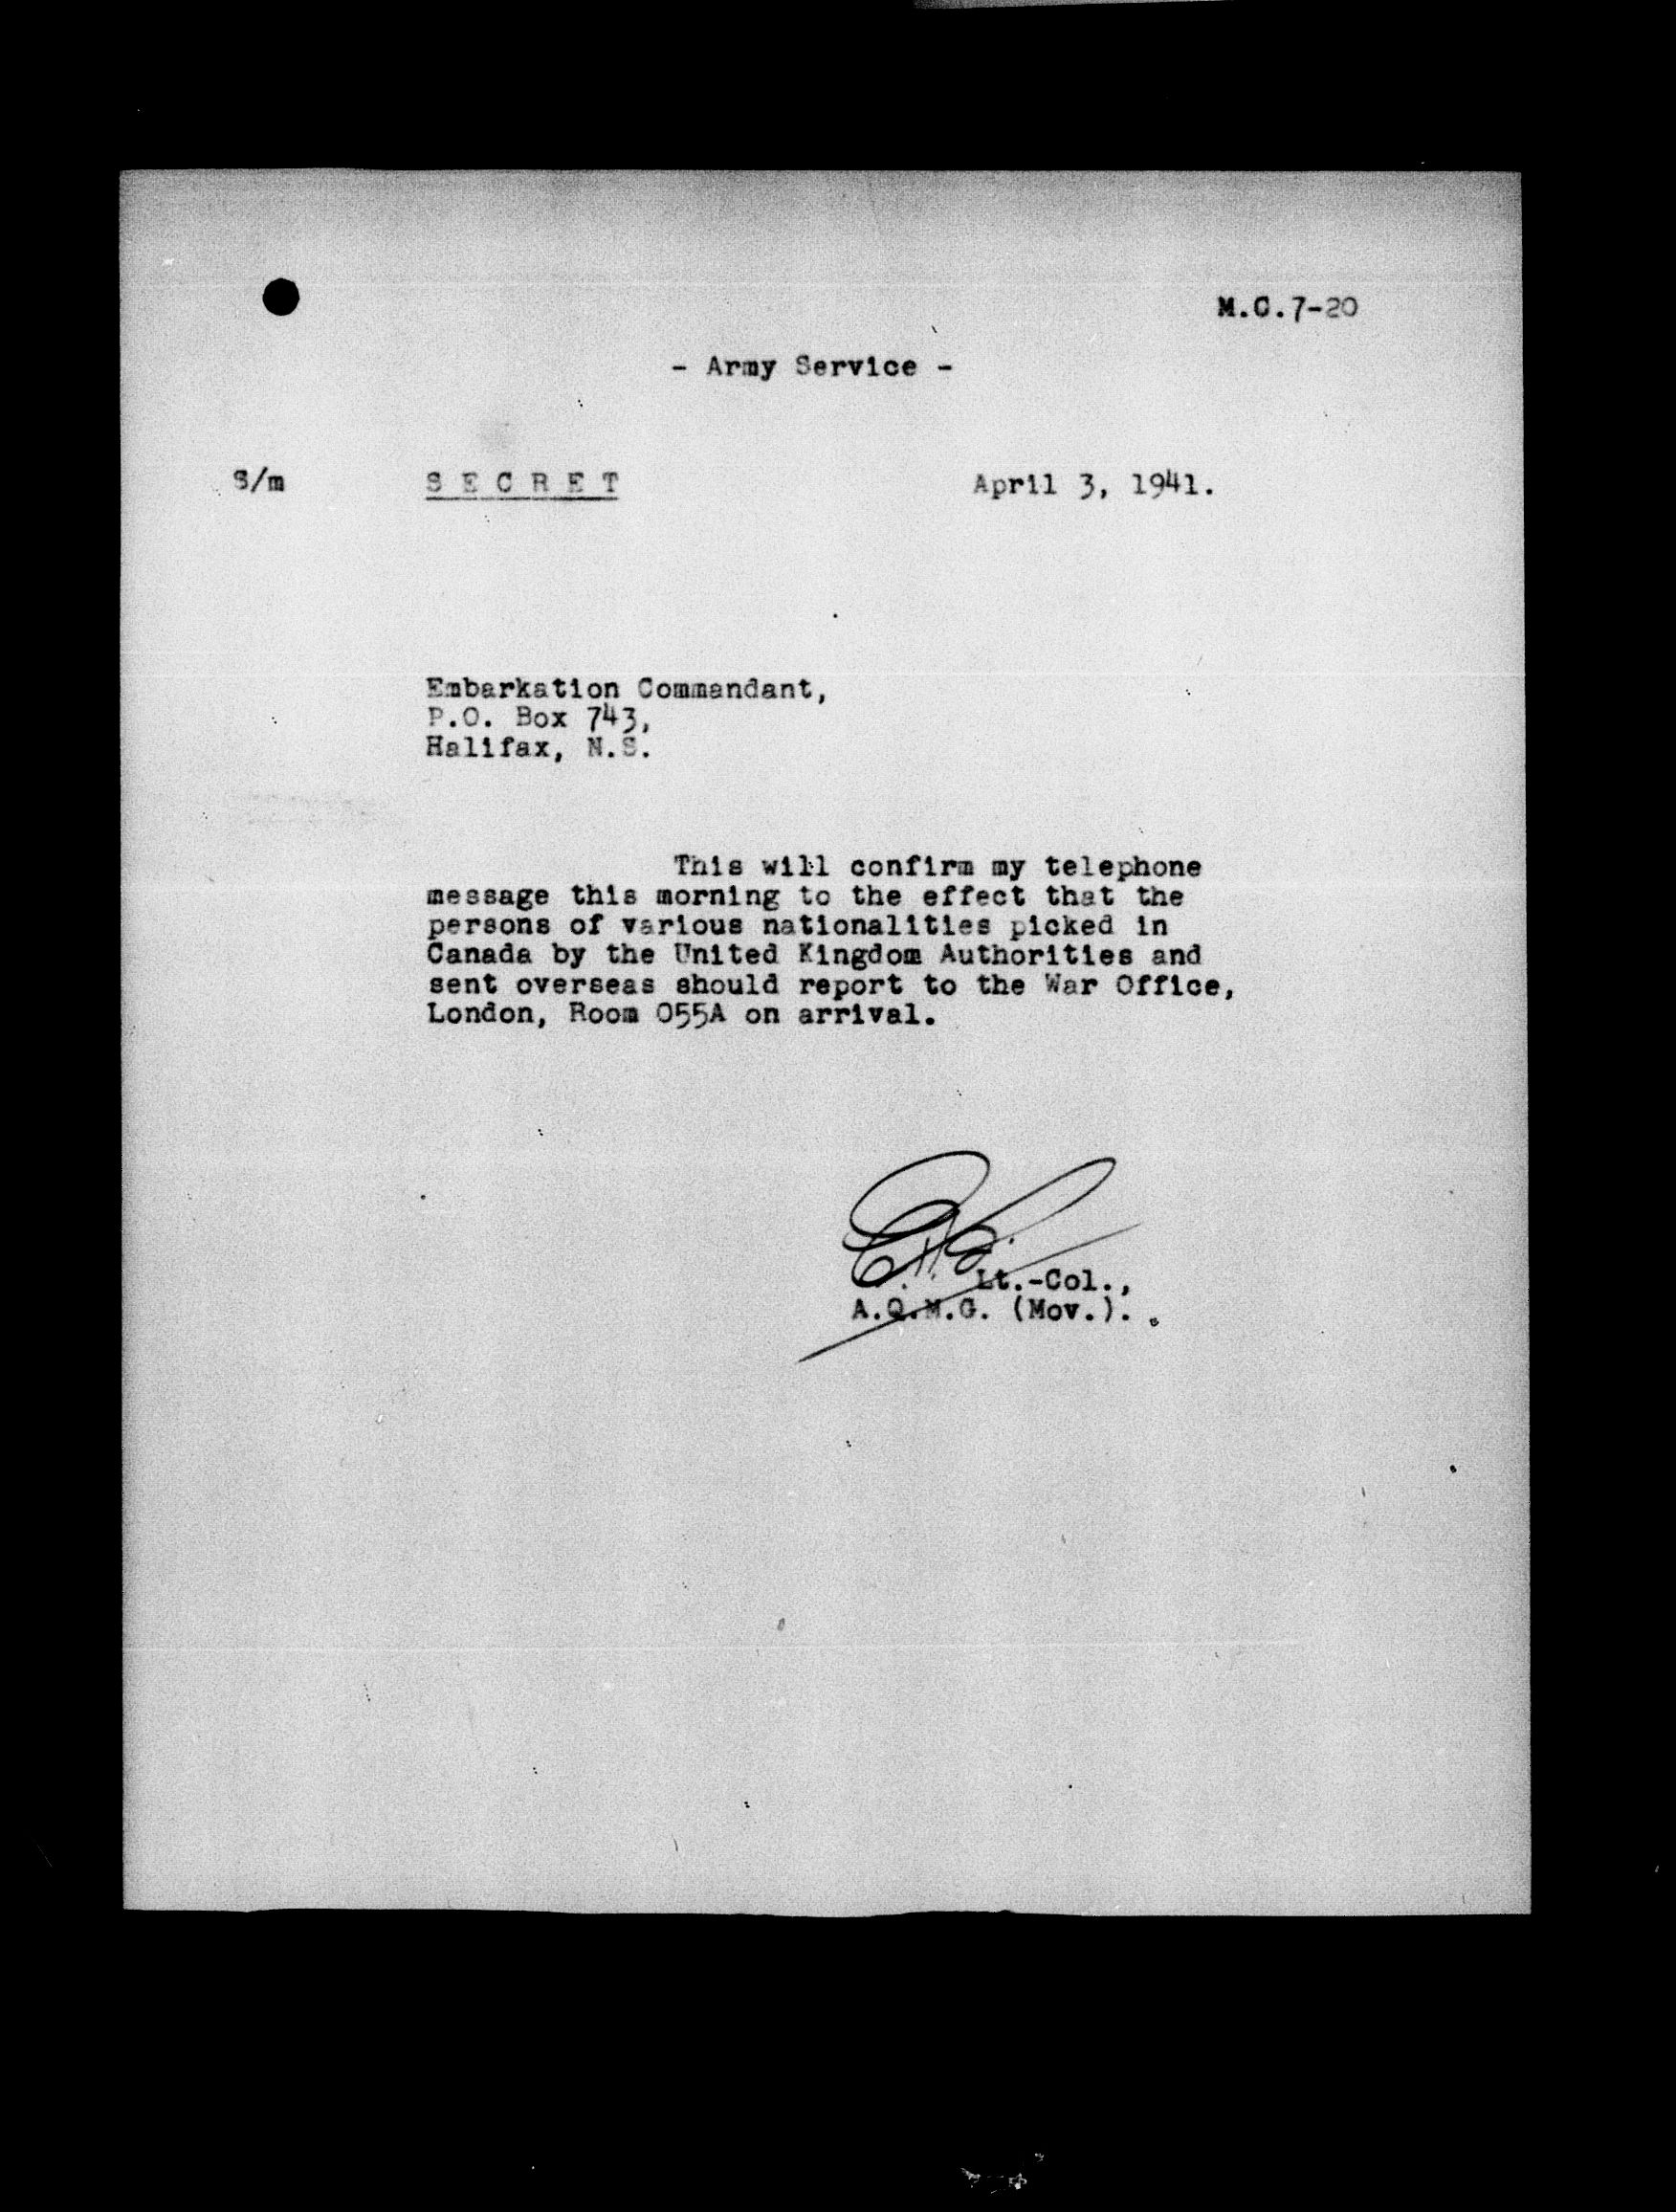 M.C.7-20
- Army Service -
S/m SECRET April 3, 1941.
Embarkation Commandant,
P.O. Box 743,
Halifax, N.S.
This will confirm my telephone
message this morning to the effect that the
persons of various nationalities picked in
Canada by the United Kingdom Authorities and
sent overseas should report to the War Office,
London, Room 055A on arrival.
Lt.-Col.,
A.Q.M.G. (Mov.).